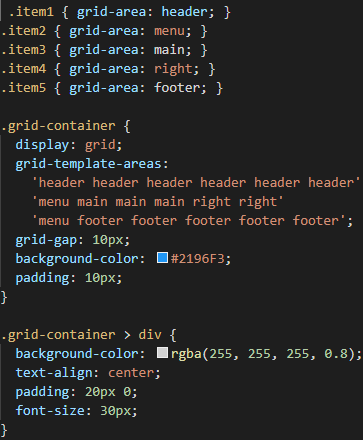 .item1 { grid-area: header; }
.item2 { grid-area: menu; }
.item3 { grid-area: main; }
.item4 { grid-area: right; }
.item5 { grid-area: footer; }
.grid-container {
display: grid;
grid-template-areas:
'header header header header header header'
'menu main main main right right'
'menu footer footer footer footer footer';
grid-gap: 10px;
background-color: #2196F3;
padding: 10px;
}
.grid-container > div {
background-color: rgba(255, 255, 255, 0.8);
text-align: center;
padding: 20px 0;
font-size: 30px;
}